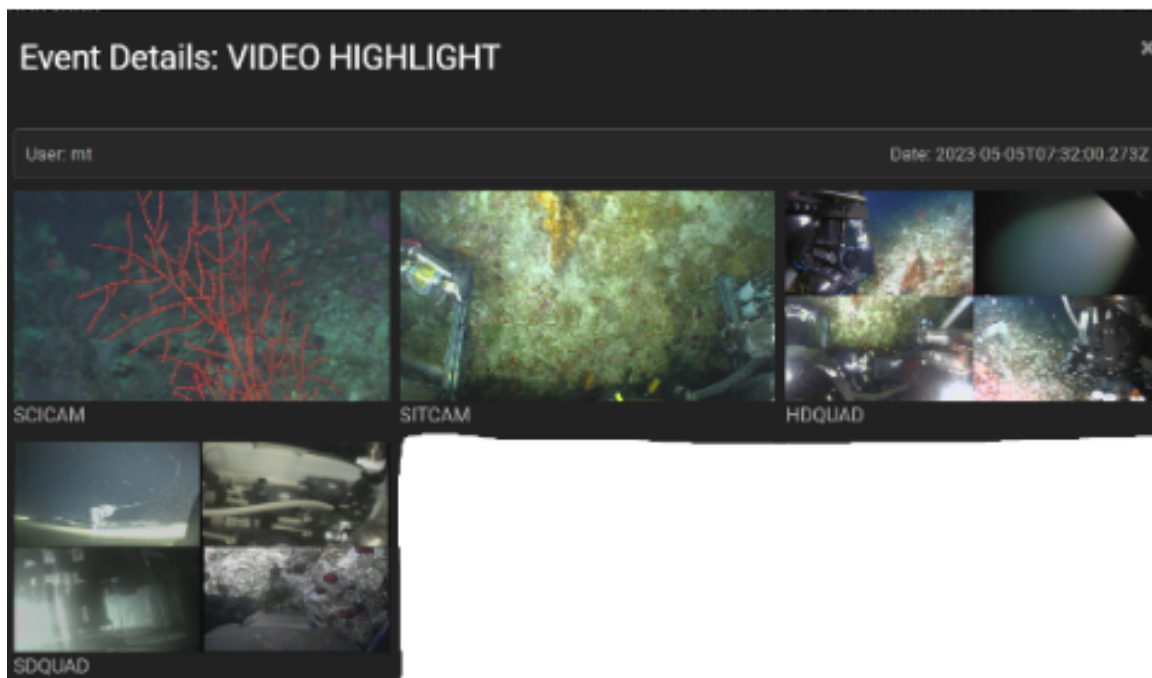 Event Details: VIDEO HIGHLIGHT
User: mt
Date: 2023-05-05T07:32:00.273Z
SCICAM
SITCAM
HDQUAD
SDQUAD